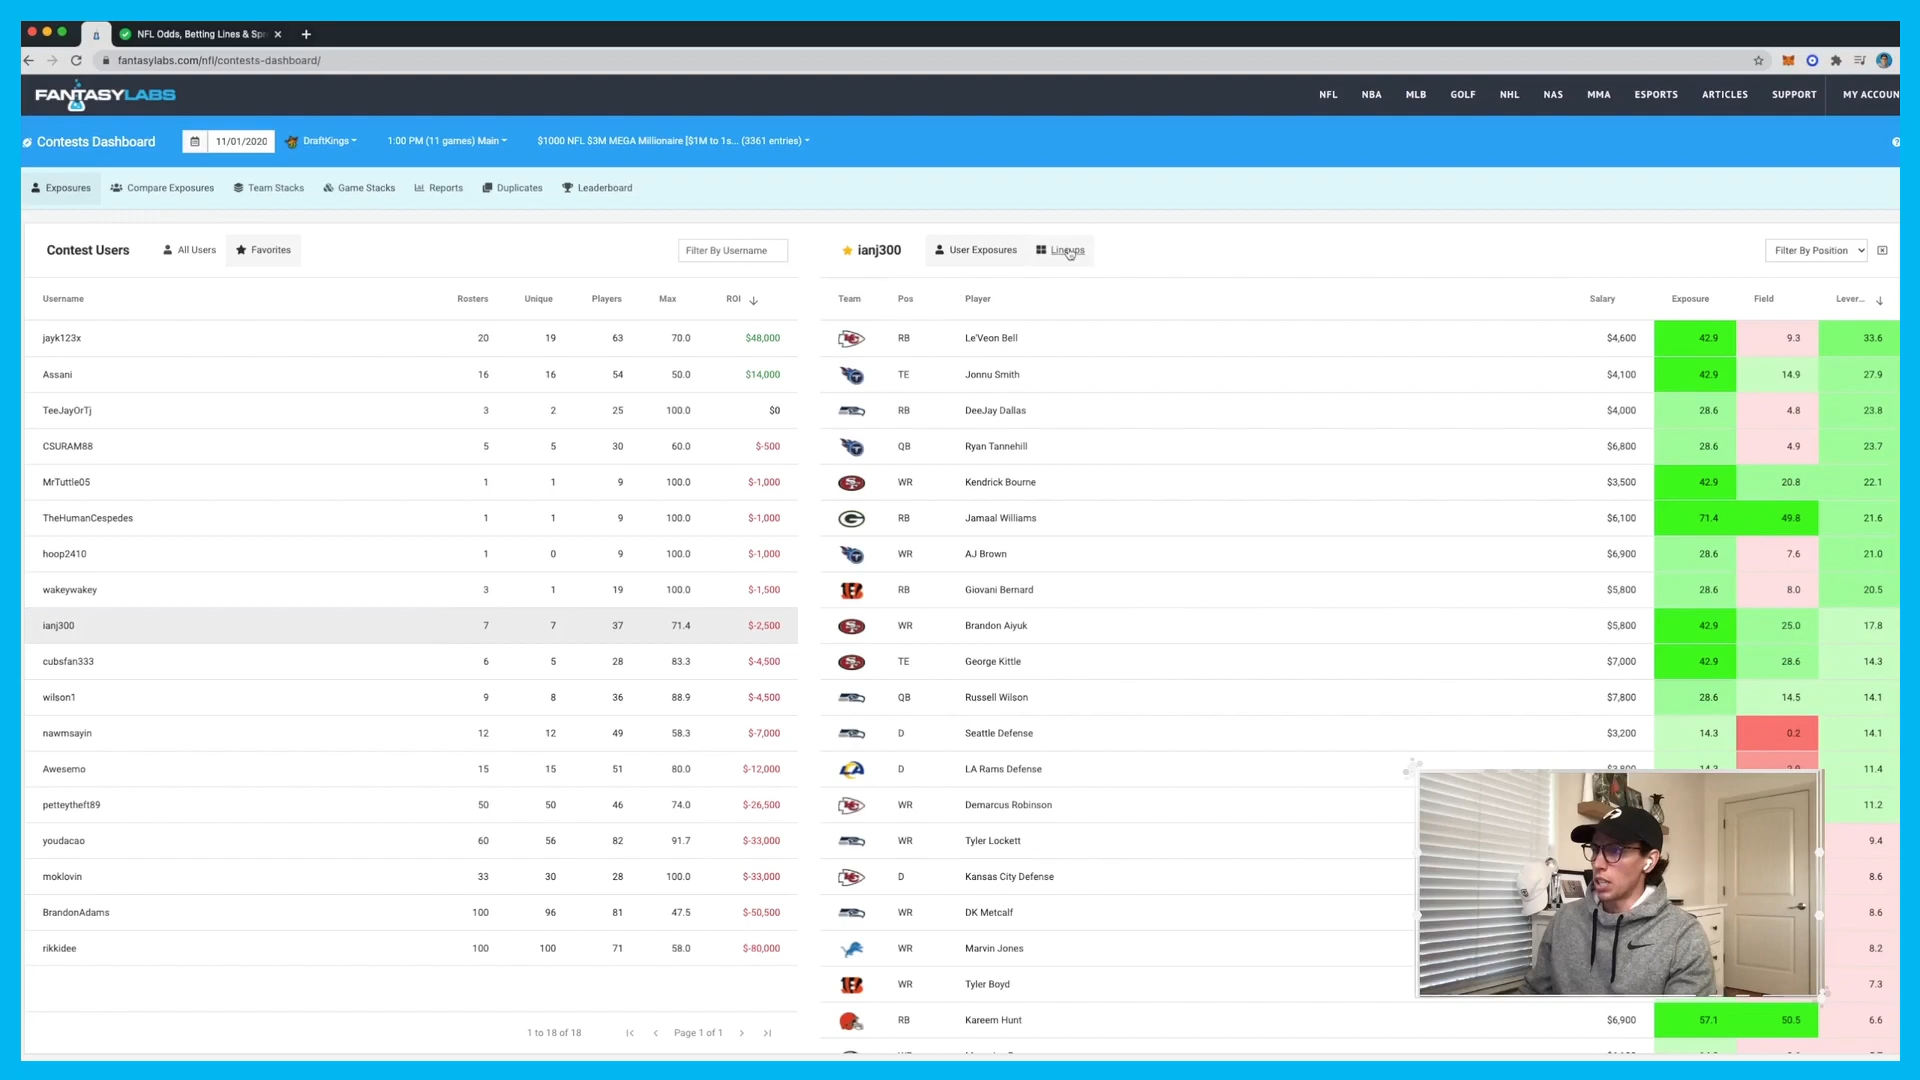 NFL Odds, Betting Lines & Spr
fantasylabs.com/nfl/contests-dashboard/
FANTASYLABS
NFL NBA MLB GOLF NHL NAS MMA ESPORTS ARTICLES SUPPORT MY ACCOUN
Contests Dashboard 11/01/2020 DraftKings 1:00 PM (11 games) Main $1000 NFL $3M MEGA Millionaire [$1M to 1s... (3361 entries)
Exposures Compare Exposures Team Stacks Game Stacks Reports Duplicates Leaderboard
Contest Users All Users Favorites Filter By Username
Username Rosters Unique Players Max ROI
jayk123x 20 19 63 70.0 $48,000
Assani 16 16 54 50.0 $14,000
TeeJayOrTj 3 2 25 100.0 $0
CSURAM88 5 5 30 60.0 $-500
MrTuttle05 1 1 9 100.0 $-1,000
TheHumanCespedes 1 1 9 100.0 $-1,000
hoop2410 1 0 9 100.0 $-1,000
wakeywakey 3 1 19 100.0 $-1,500
ianj300 7 7 37 71.4 $-2,500
cubsfan333 6 5 28 83.3 $-4,500
wilson1 9 8 36 88.9 $-4,500
nawmsayin 12 12 49 58.3 $-7,000
Awesemo 15 15 51 80.0 $-12,000
petteytheft89 50 50 46 74.0 $-26,500
youdacao 60 56 82 91.7 $-33,000
moklovin 33 30 28 100.0 $-33,000
BrandonAdams 100 96 81 47.5 $-50,500
rikkidee 100 100 71 58.0 $-80,000
1 to 18 of 18 Page 1 of 1
ianj300 User Exposures Lineups Filter By Position
Team Pos Player Salary Exposure Field Lever...
RB Le'Veon Bell $4,600 42.9 9.3 33.6
TE Jonnu Smith $4,100 42.9 14.9 27.9
RB DeeJay Dallas $4,000 28.6 4.8 23.8
QB Ryan Tannehill $6,800 28.6 4.9 23.7
WR Kendrick Bourne $3,500 42.9 20.8 22.1
RB Jamaal Williams $6,100 71.4 49.8 21.6
WR AJ Brown $6,900 28.6 7.6 21.0
RB Giovani Bernard $5,800 28.6 8.0 20.5
WR Brandon Aiyuk $5,800 42.9 25.0 17.8
TE George Kittle $7,000 42.9 28.6 14.3
QB Russell Wilson $7,800 28.6 14.5 14.1
D Seattle Defense $3,200 14.3 0.2 14.1
D LA Rams Defense 11.4
WR Demarcus Robinson 11.2
WR Tyler Lockett 9.4
D Kansas City Defense 8.6
WR DK Metcalf 8.6
WR Marvin Jones 8.2
WR Tyler Boyd 7.3
RB Kareem Hunt $6,900 57.1 50.5 6.6